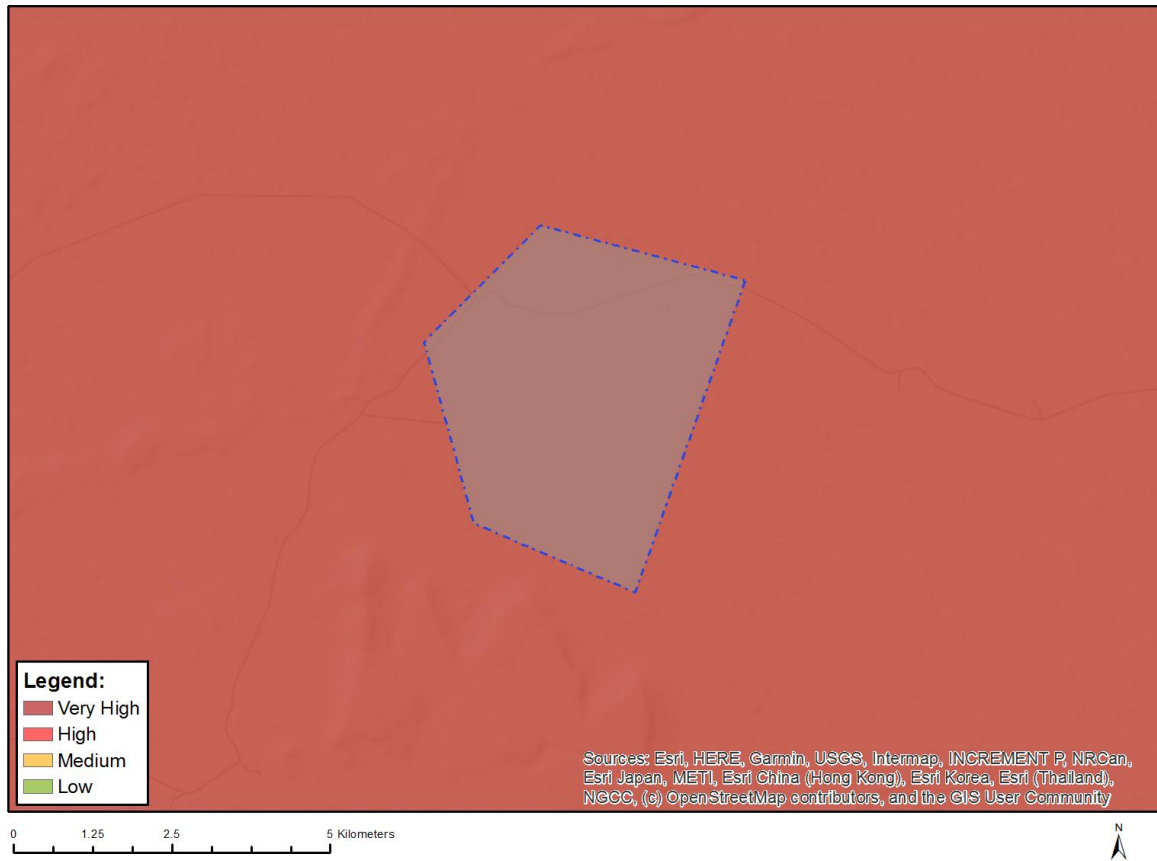 Legend:
Very High
High
Medium
Low
Sources: Esri, HERE, Garmin, USGS, Intermap, INCREMENT P, NRCan,
Esri Japan, METI, Esri China (Hong Kong), Esri Korea, Esri (Thailand),
NGCC, (c) OpenStreetMap contributors, and the GIS User Community
0 1.25 2.5 5 Kilometers
N